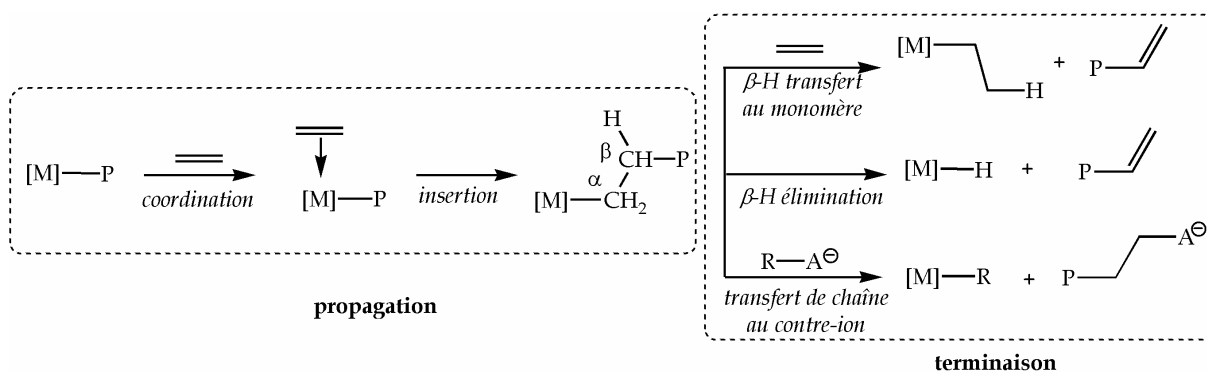 [M]—P
coordination
[M]—P
insertion
H
β
CH—P
α
[M]—CH₂
propagation
β-H transfert
au monomère
[M]
H
+
P
β-H élimination
[M]—H
+
P
R—A⊖
transfert de chaîne
au contre-ion
[M]—R
+
P
A⊖
terminaison